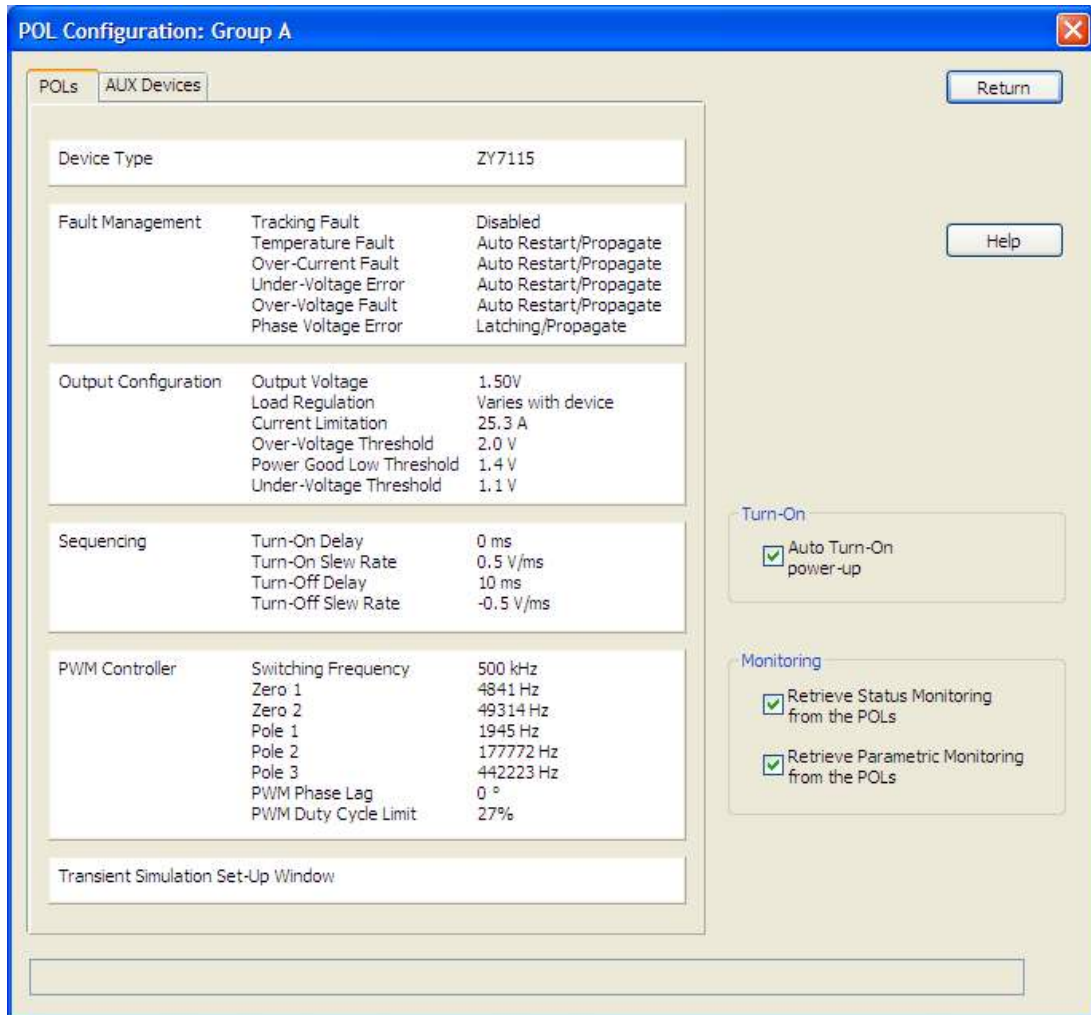 POL Configuration: Group A
POLs AUX Devices
Return
Device Type ZY7115
Fault Management Tracking Fault Disabled
Temperature Fault Auto Restart/Propagate
Over-Current Fault Auto Restart/Propagate
Under-Voltage Error Auto Restart/Propagate
Over-Voltage Fault Auto Restart/Propagate
Phase Voltage Error Latching/Propagate
Help
Output Configuration Output Voltage 1.50V
Load Regulation Varies with device
Current Limitation 25.3 A
Over-Voltage Threshold 2.0 V
Power Good Low Threshold 1.4 V
Under-Voltage Threshold 1.1 V
Sequencing Turn-On Delay 0 ms
Turn-On Slew Rate 0.5 V/ms
Turn-Off Delay 10 ms
Turn-Off Slew Rate -0.5 V/ms
Turn-On
Auto Turn-On
power-up
PWM Controller Switching Frequency 500 kHz
Zero 1 4841 Hz
Zero 2 49314 Hz
Pole 1 1945 Hz
Pole 2 177772 Hz
Pole 3 442223 Hz
PWM Phase Lag 0 °
PWM Duty Cycle Limit 27%
Monitoring
Retrieve Status Monitoring
from the POLs
Retrieve Parametric Monitoring
from the POLs
Transient Simulation Set-Up Window